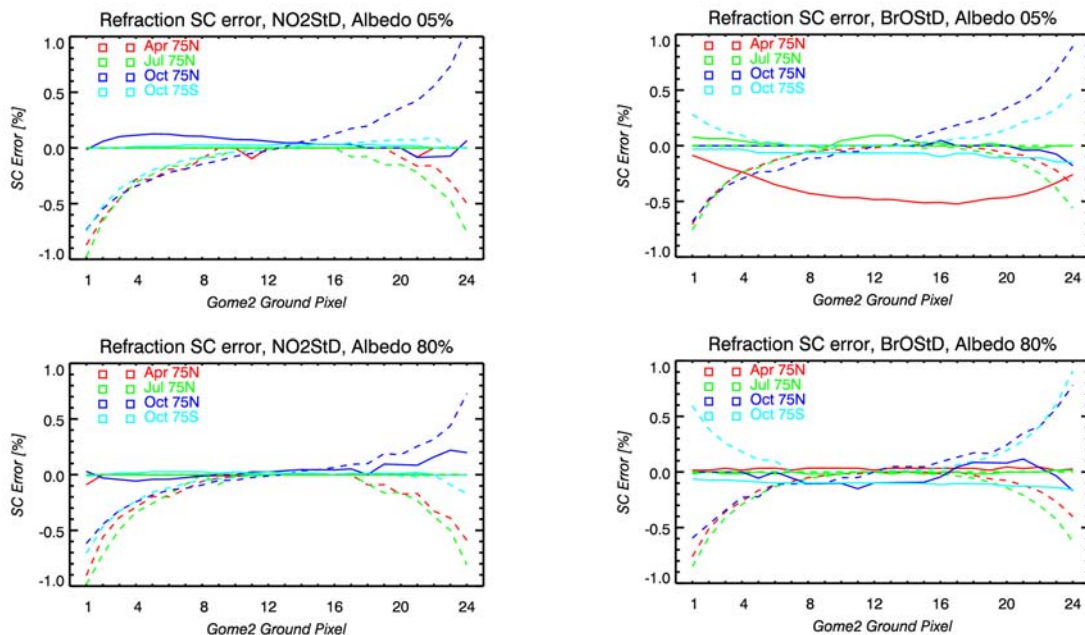 Refraction SC error, NO2StD, Albedo 05%
1.0
0.5
0.0
-0.5
-1.0
SC Error [%]
Apr 75N
Jul 75N
Oct 75N
Oct 75S
1 4 8 12 16 20 24
Gome2 Ground Pixel
Refraction SC error, BrOStD, Albedo 05%
1.0
0.5
0.0
-0.5
-1.0
SC Error [%]
Apr 75N
Jul 75N
Oct 75N
Oct 75S
1 4 8 12 16 20 24
Gome2 Ground Pixel
Refraction SC error, NO2StD, Albedo 80%
1.0
0.5
0.0
-0.5
-1.0
SC Error [%]
Apr 75N
Jul 75N
Oct 75N
Oct 75S
1 4 8 12 16 20 24
Gome2 Ground Pixel
Refraction SC error, BrOStD, Albedo 80%
1.0
0.5
0.0
-0.5
-1.0
SC Error [%]
Apr 75N
Jul 75N
Oct 75N
Oct 75S
1 4 8 12 16 20 24
Gome2 Ground Pixel